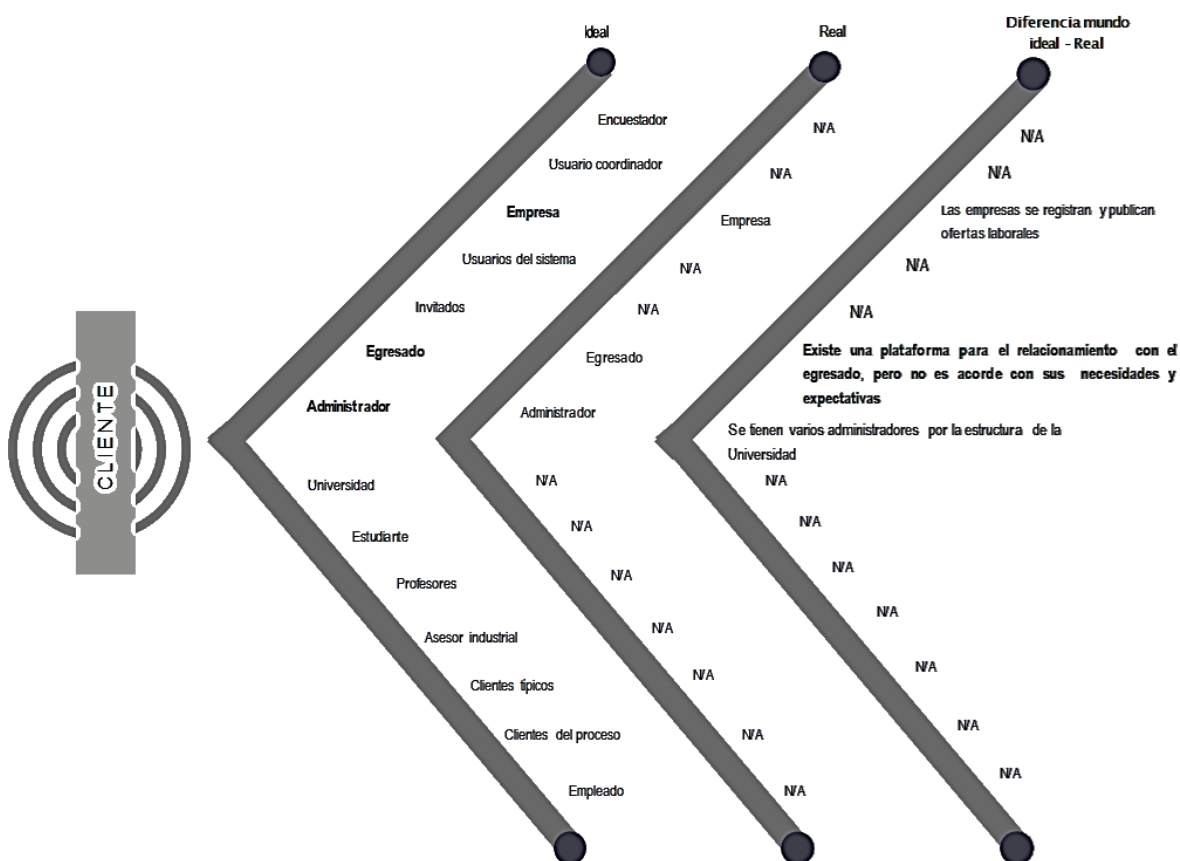 Ideal
Real
Diferencia mundo
ideal - Real
Encuestador
N/A
N/A
Usuario coordinador
N/A
N/A
Empresa
Empresa
Las empresas se registran y publican
ofertas laborales
Usuarios del sistema
N/A
N/A
Invitados
N/A
N/A
Egresado
Egresado
Existe una plataforma para el relacionamiento con el
egresado, pero no es acorde con sus necesidades y
expectativas
Administrador
Administrador
Se tienen varios administradores por la estructura de la
Universidad
CLIENTE
Universidad
N/A
N/A
Estudiante
N/A
N/A
Profesores
N/A
N/A
Asesor industrial
N/A
N/A
Clientes típicos
N/A
N/A
Clientes del proceso
N/A
N/A
Empleado
N/A
N/A